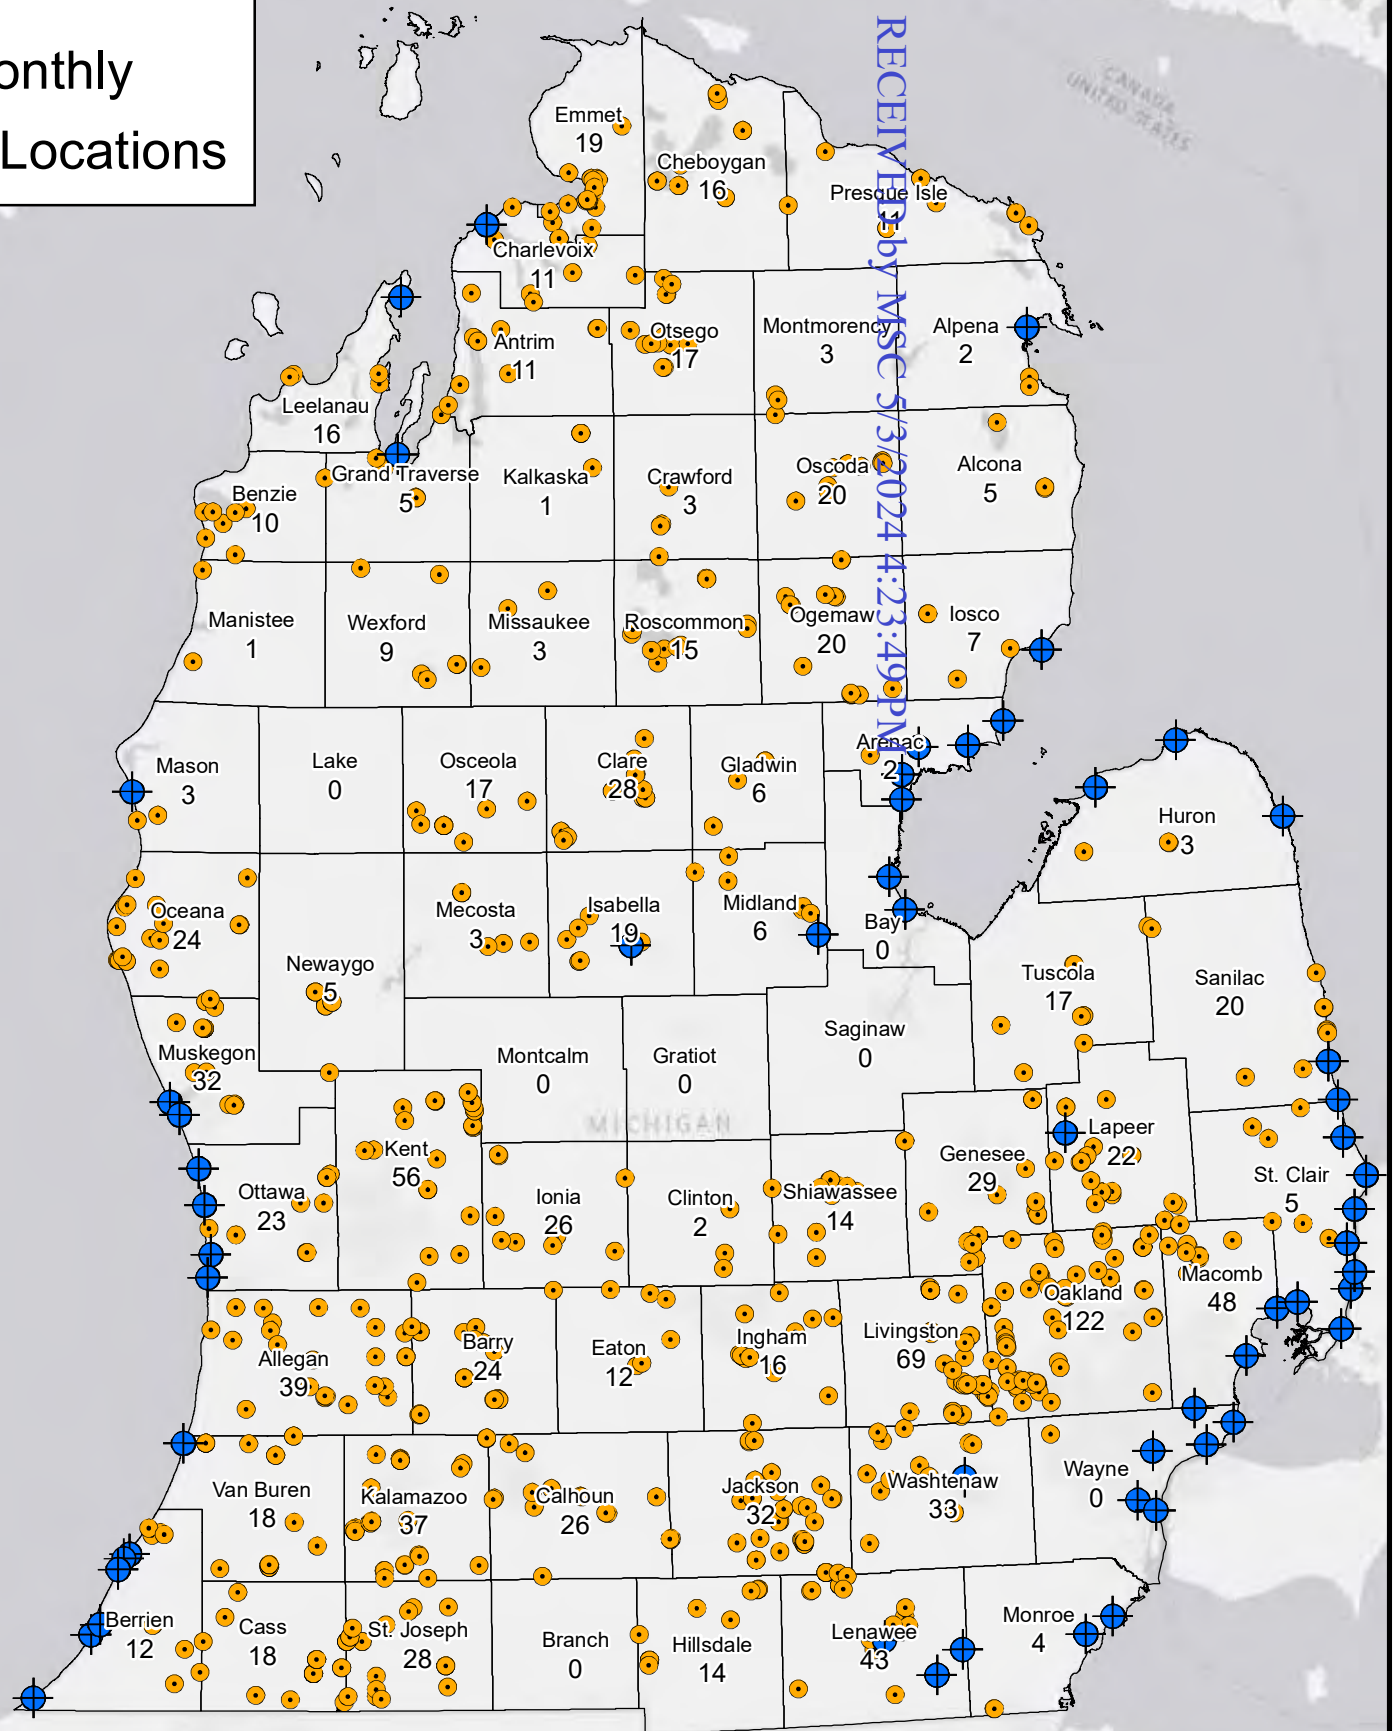 onthly
Locations
RECEIVED by MSC 5/3/2024 4:23:49 PM
CANADA
UNITED STATES
Emmet
19
Cheboygan
16
Presque Isle
11
Charlevoix
11
Antrim
11
Otsego
17
Montmorency
3
Alpena
2
Leelanau
16
Grand Traverse
5
Benzie
10
Kalkaska
1
Crawford
3
Oscoda
20
Alcona
5
Manistee
1
Wexford
9
Missaukee
3
Roscommon
15
Ogemaw
20
Iosco
7
Mason
3
Lake
0
Osceola
17
Clare
28
Gladwin
6
Arenac
2
Huron
3
Oceana
24
Newaygo
5
Mecosta
3
Isabella
19
Midland
6
Bay
0
Tuscola
17
Sanilac
20
Muskegon
32
Montcalm
0
Gratiot
0
Saginaw
0
MICHIGAN
Kent
56
Ottawa
23
Ionia
26
Clinton
2
Shiawassee
14
Genesee
29
Lapeer
22
St. Clair
5
Macomb
48
Oakland
122
Allegan
39
Barry
24
Eaton
12
Ingham
16
Livingston
69
Van Buren
18
Kalamazoo
37
Calhoun
26
Jackson
32
Washtenaw
33
Wayne
0
Berrien
12
Cass
18
St. Joseph
28
Branch
0
Hillsdale
14
Lenawee
43
Monroe
4